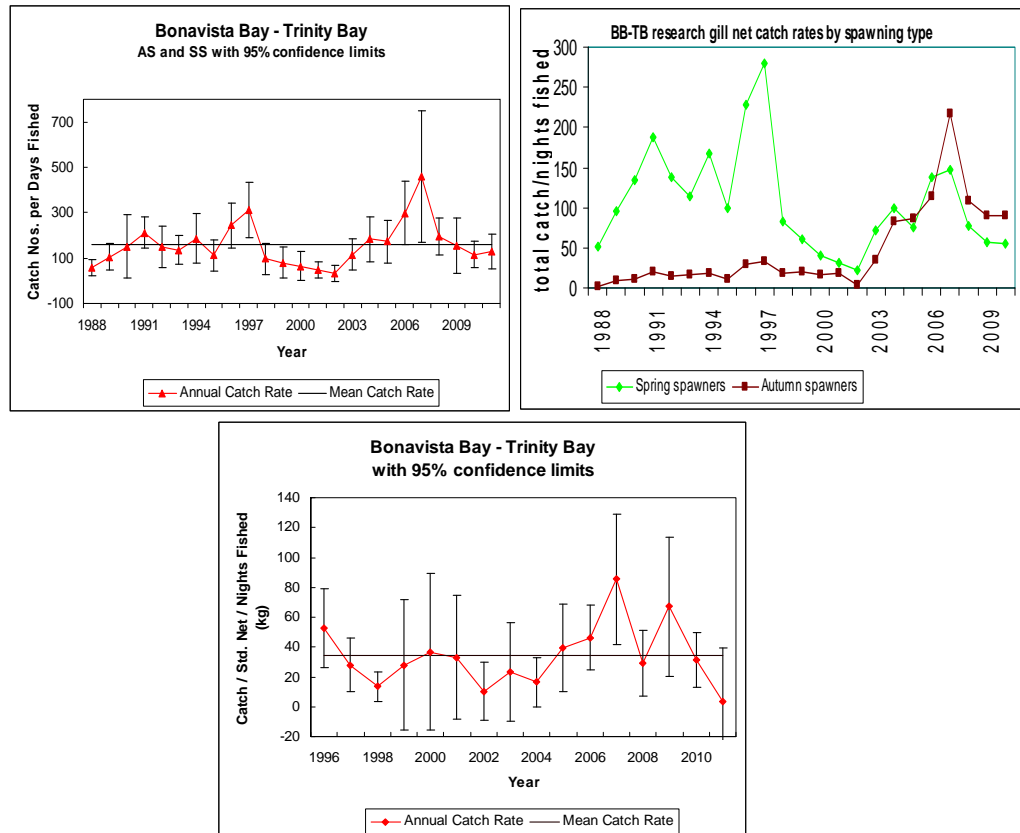 Bonavista Bay - Trinity Bay
AS and SS with 95% confidence limits
Catch Nos. per Days Fished
700
500
300
100
-100
1988 1991 1994 1997 2000 2003 2006 2009
Year
Annual Catch Rate Mean Catch Rate
BB-TB research gill net catch rates by spawning type
total catch/nights fished
300
250
200
150
100
50
0
1988 1991 1994 1997 2000 2003 2006 2009
Spring spawners Autumn spawners
Bonavista Bay - Trinity Bay
with 95% confidence limits
Catch / Std. Net / Nights Fished
(kg)
140
120
100
80
60
40
20
0
-20
1996 1998 2000 2002 2004 2006 2008 2010
Year
Annual Catch Rate Mean Catch Rate